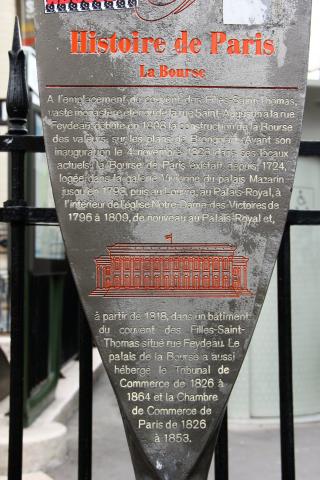 Histoire de Paris
La Bourse
A l'emplacement du couvent des Filles-Saint-Thomas,
vaste monastère étendu de la rue Saint-Augustin à la rue
Feydeau, débute en 1808 la construction de la Bourse
des valeurs, sur les plans de Brongniart. Avant son
inauguration le 4 novembre 1826 dans ses locaux
actuels, la Bourse de Paris existait depuis 1724,
logée dans la galerie Vivienne du palais Mazarin
jusqu'en 1793, puis au Louvre, au Palais-Royal, à
l'intérieur de l'église Notre-Dame-des-Victoires de
1796 à 1809, de nouveau au Palais-Royal et,
à partir de 1818, dans un bâtiment
du couvent des Filles-Saint-
Thomas situé rue Feydeau. Le
palais de la Bourse a aussi
hébergé le Tribunal de
Commerce de 1826 à
1864 et la Chambre
de Commerce de
Paris de 1826
à 1853.